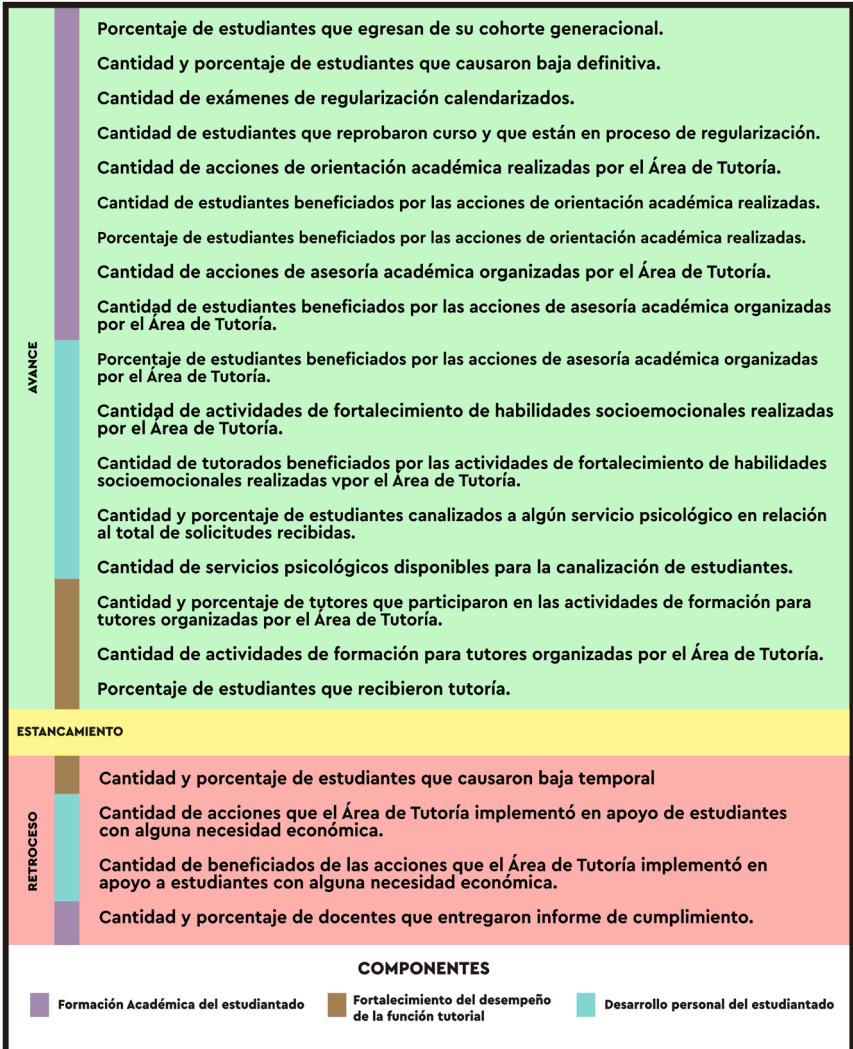 AVANCE
Porcentaje de estudiantes que egresan de su cohorte generacional.
Cantidad y porcentaje de estudiantes que causaron baja definitiva.
Cantidad de exámenes de regularización calendarizados.
Cantidad de estudiantes que reprobaron curso y que están en proceso de regularización.
Cantidad de acciones de orientación académica realizadas por el Área de Tutoría.
Cantidad de estudiantes beneficiados por las acciones de orientación académica realizadas.
Porcentaje de estudiantes beneficiados por las acciones de orientación académica realizadas.
Cantidad de acciones de asesoría académica organizadas por el Área de Tutoría.
Cantidad de estudiantes beneficiados por las acciones de asesoría académica organizadas
por el Área de Tutoría.
Porcentaje de estudiantes beneficiados por las acciones de asesoría académica organizadas
por el Área de Tutoría.
Cantidad de actividades de fortalecimiento de habilidades socioemocionales realizadas
por el Área de Tutoría.
Cantidad de tutorados beneficiados por las actividades de fortalecimiento de habilidades
socioemocionales realizadas vpor el Área de Tutoría.
Cantidad y porcentaje de estudiantes canalizados a algún servicio psicológico en relación
al total de solicitudes recibidas.
Cantidad de servicios psicológicos disponibles para la canalización de estudiantes.
Cantidad y porcentaje de tutores que participaron en las actividades de formación para
tutores organizadas por el Área de Tutoría.
Cantidad de actividades de formación para tutores organizadas por el Área de Tutoría.
Porcentaje de estudiantes que recibieron tutoría.
ESTANCAMIENTO
RETROCESO
Cantidad y porcentaje de estudiantes que causaron baja temporal
Cantidad de acciones que el Área de Tutoría implementó en apoyo de estudiantes
con alguna necesidad económica.
Cantidad de beneficiados de las acciones que el Área de Tutoría implementó en
apoyo a estudiantes con alguna necesidad económica.
Cantidad y porcentaje de docentes que entregaron informe de cumplimiento.
COMPONENTES
Formación Académica del estudiantado
Fortalecimiento del desempeño
de la función tutorial
Desarrollo personal del estudiantado